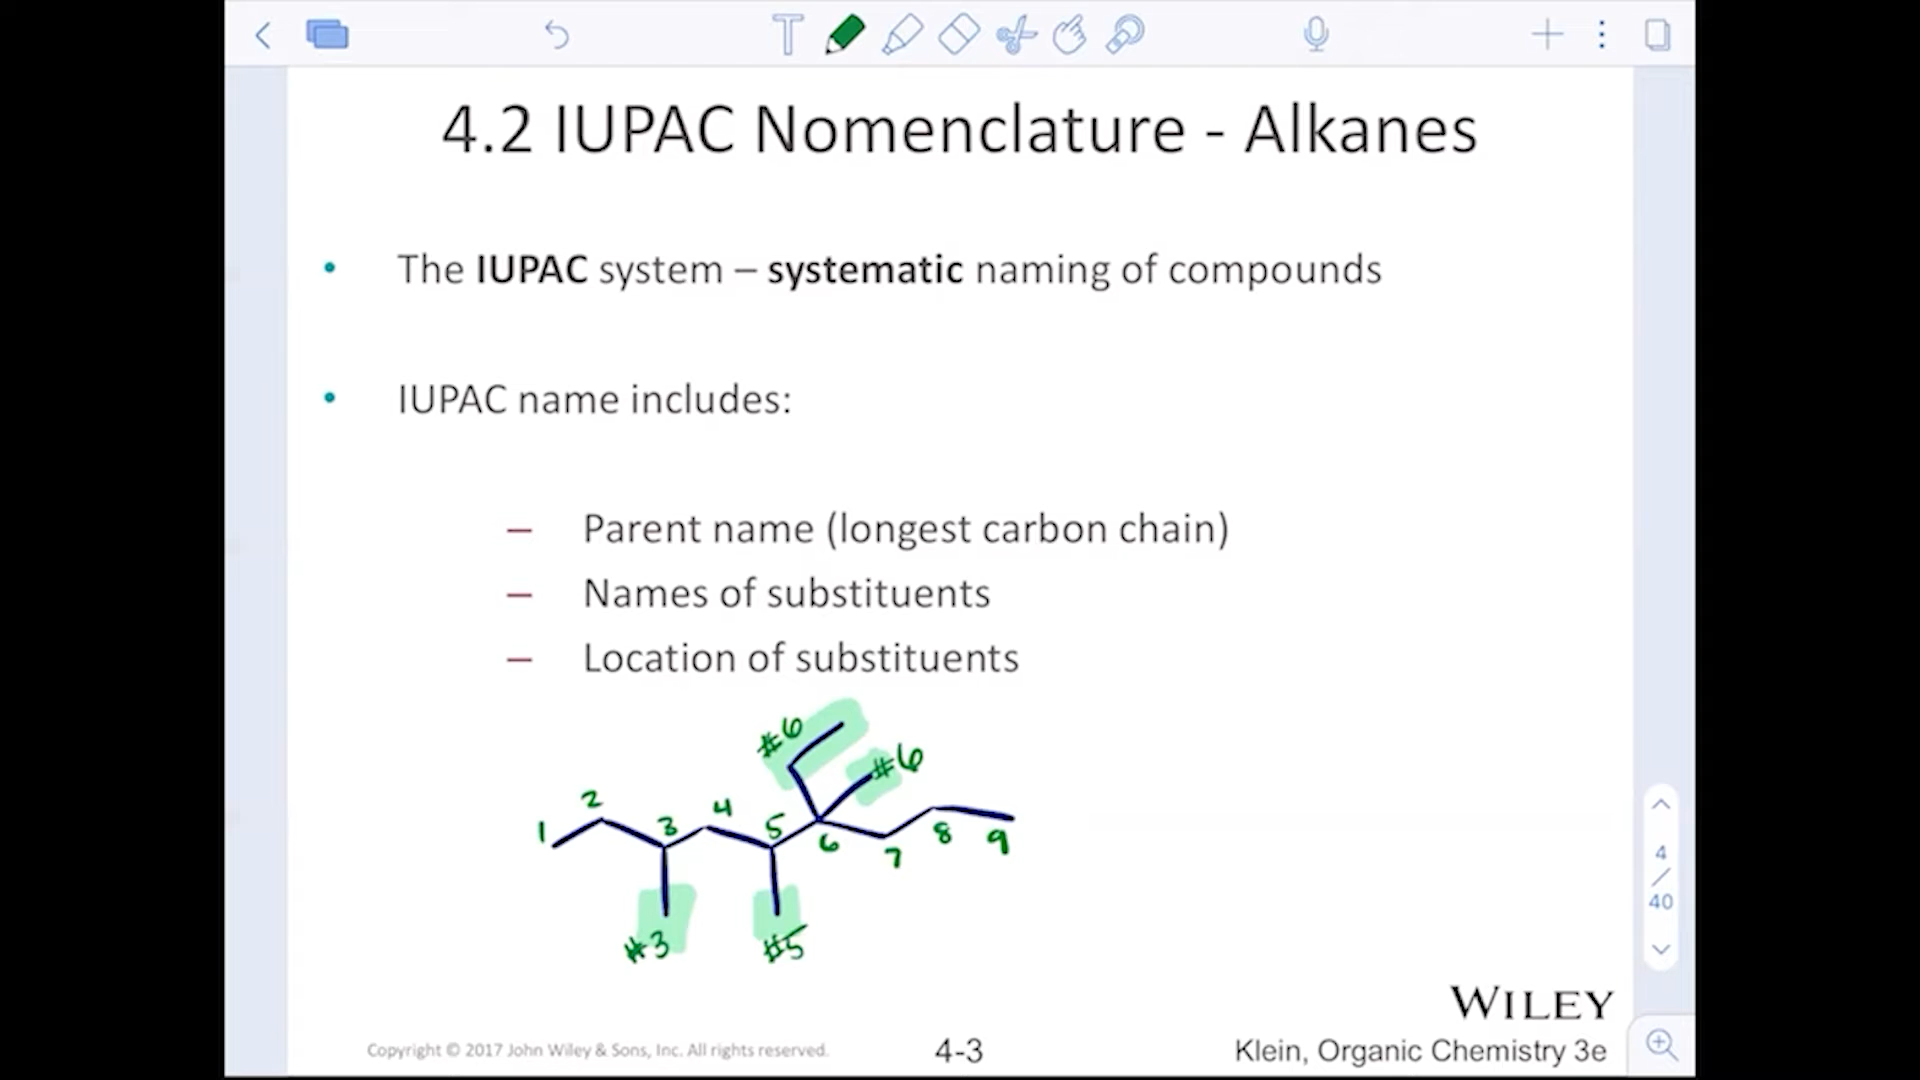 4.2 IUPAC Nomenclature - Alkanes
• The IUPAC system – systematic naming of compounds
• IUPAC name includes:
– Parent name (longest carbon chain)
– Names of substituents
– Location of substituents
#6
#6
1 2 3 4 5 6 7 8 9
#3 #5
4
/
40
WILEY
Copyright © 2017 John Wiley & Sons, Inc. All rights reserved.
4-3
Klein, Organic Chemistry 3e